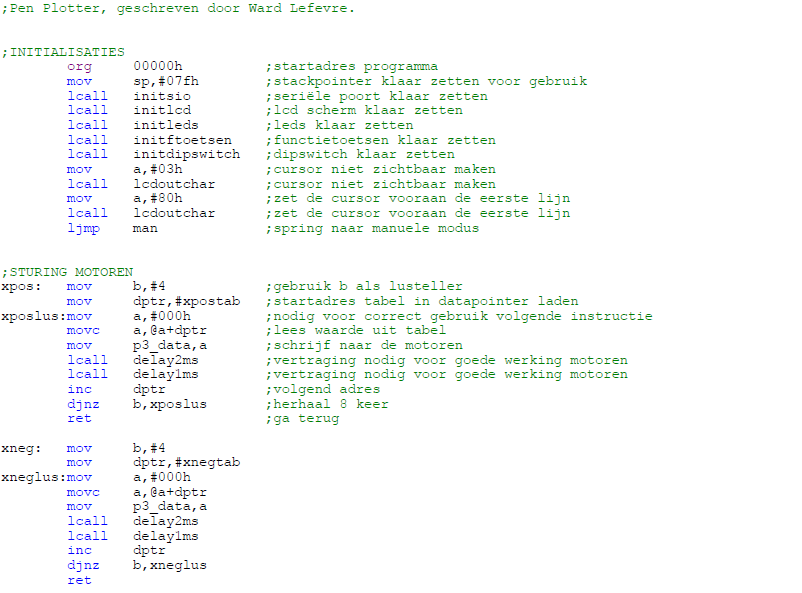 ;Pen Plotter, geschreven door Ward Lefevre.
;INITIALISATIES
org 00000h ;startadres programma
mov sp,#07fh ;stackpointer klaar zetten voor gebruik
lcall initsio ;seriële poort klaar zetten
lcall initlcd ;lcd scherm klaar zetten
lcall initleds ;leds klaar zetten
lcall initftoetsen ;functietoetsen klaar zetten
lcall initdipswitch ;dipswitch klaar zetten
mov a,#03h ;cursor niet zichtbaar maken
lcall lcdoutchar ;cursor niet zichtbaar maken
mov a,#80h ;zet de cursor vooraan de eerste lijn
lcall lcdoutchar ;zet de cursor vooraan de eerste lijn
ljmp man ;spring naar manuele modus
;STURING MOTOREN
xpos: mov b,#4 ;gebruik b als lusteller
mov dptr,#xpostab ;startadres tabel in datapointer laden
xposlus:mov a,#000h ;nodig voor correct gebruik volgende instructie
movc a,@a+dptr ;lees waarde uit tabel
mov p3_data,a ;schrijf naar de motoren
lcall delay2ms ;vertraging nodig voor goede werking motoren
lcall delay1ms ;vertraging nodig voor goede werking motoren
inc dptr ;volgend adres
djnz b,xposlus ;herhaal 8 keer
ret ;ga terug
xneg: mov b,#4
mov dptr,#xnegtab
xneglus:mov a,#000h
movc a,@a+dptr
mov p3_data,a
lcall delay2ms
lcall delay1ms
inc dptr
djnz b,xneglus
ret